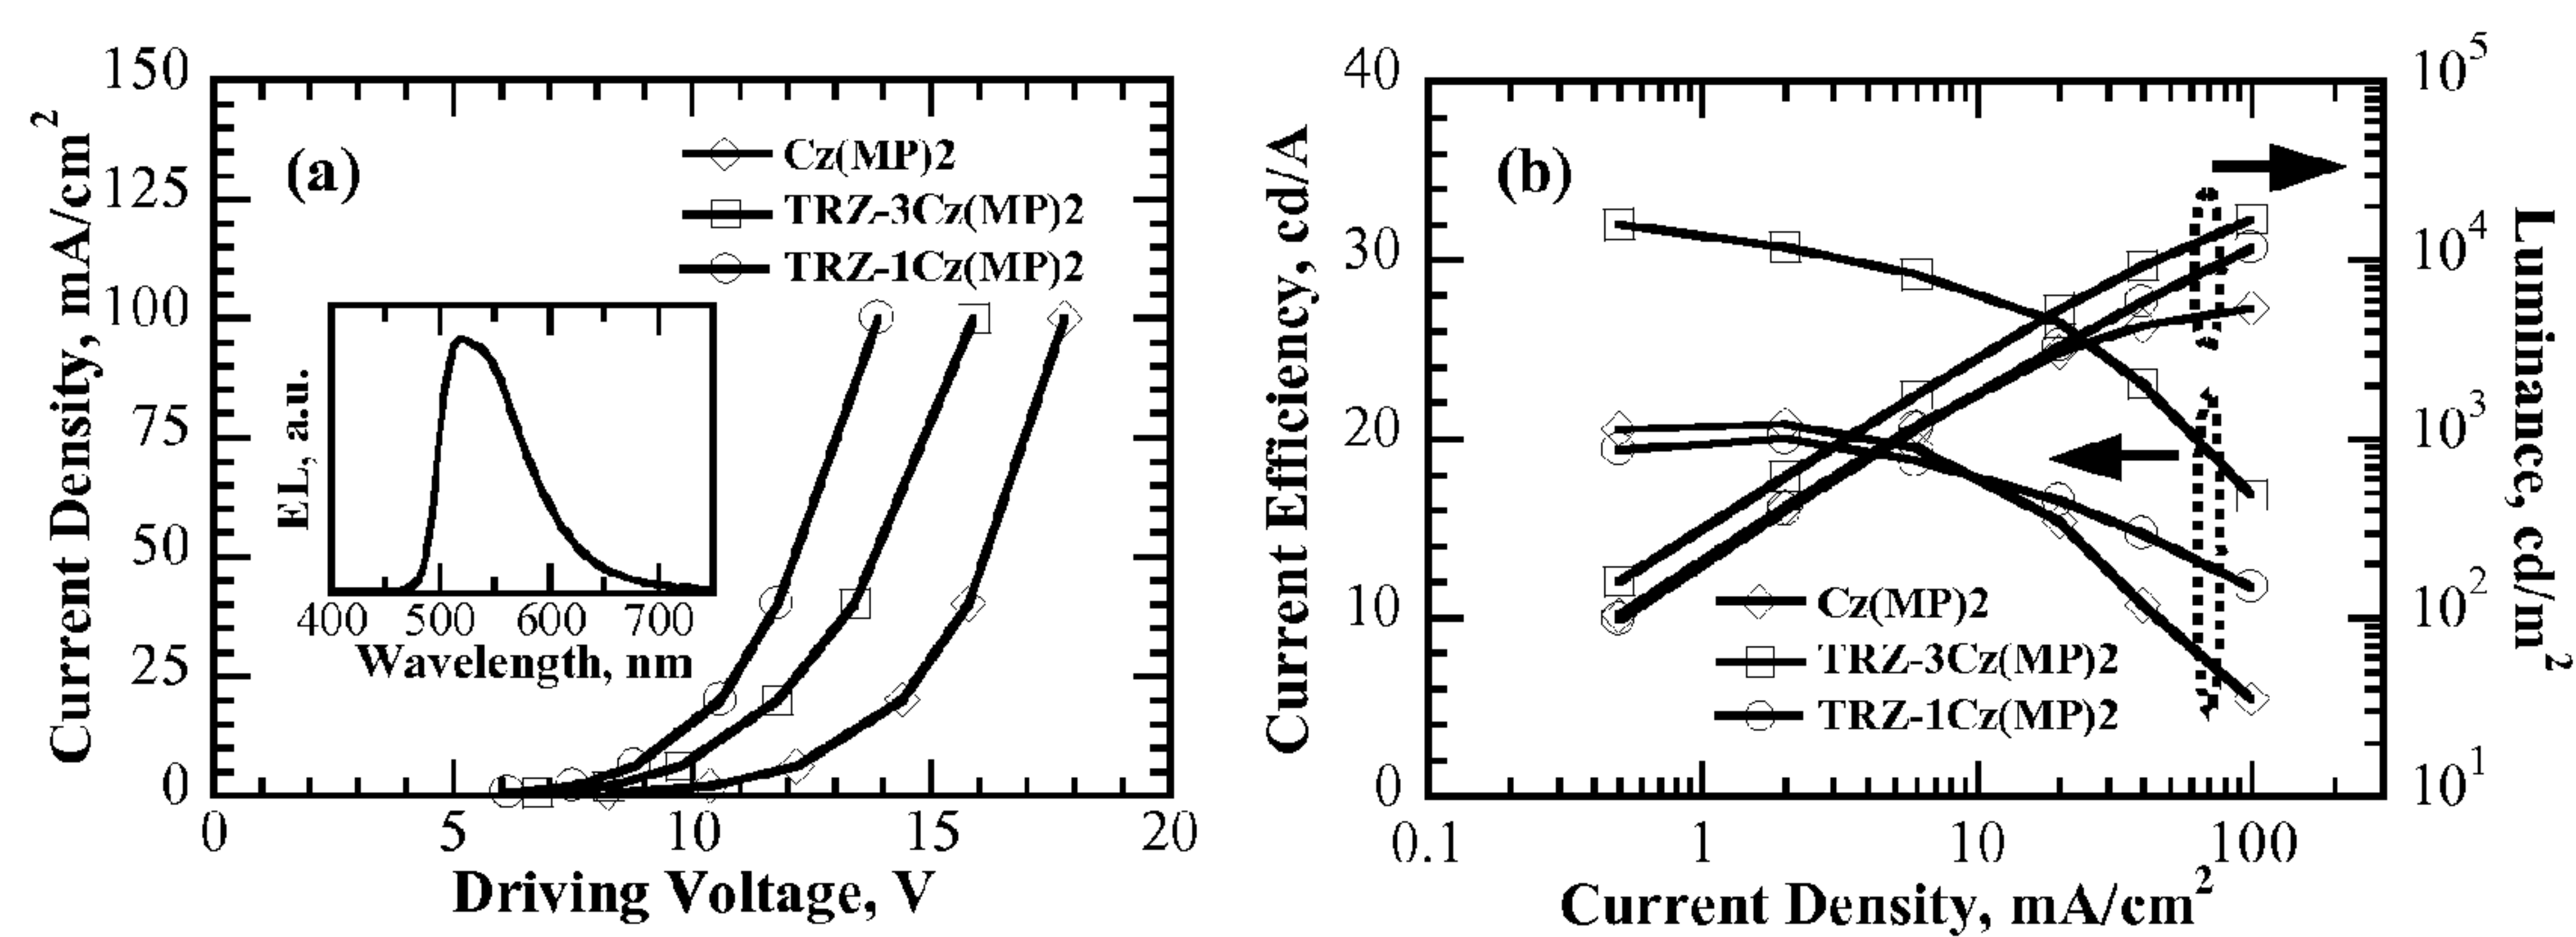 (a)
Current Density, mA/cm²
150
125
100
75
50
25
0
0 5 10 15 20
Driving Voltage, V
Cz(MP)2
TRZ-3Cz(MP)2
TRZ-1Cz(MP)2
EL, a.u.
400 500 600 700
Wavelength, nm
(b)
Current Efficiency, cd/A
40
30
20
10
0
0.1 1 10 100
Current Density, mA/cm²
Cz(MP)2
TRZ-3Cz(MP)2
TRZ-1Cz(MP)2
10⁵
10⁴
10³
10²
10¹
Luminance, cd/m²